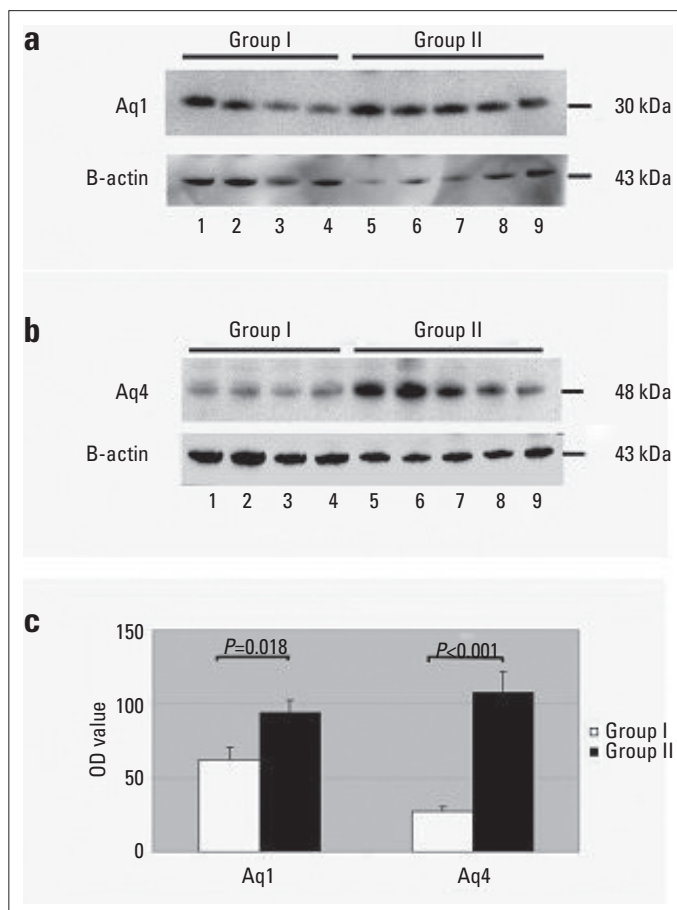 a
Group I Group II
Aq1 30 kDa
B-actin 43 kDa
1 2 3 4 5 6 7 8 9
b
Group I Group II
Aq4 48 kDa
B-actin 43 kDa
1 2 3 4 5 6 7 8 9
c
150
P=0.018 P<0.001
100
OD value
Group I
Group II
50
0
Aq1 Aq4